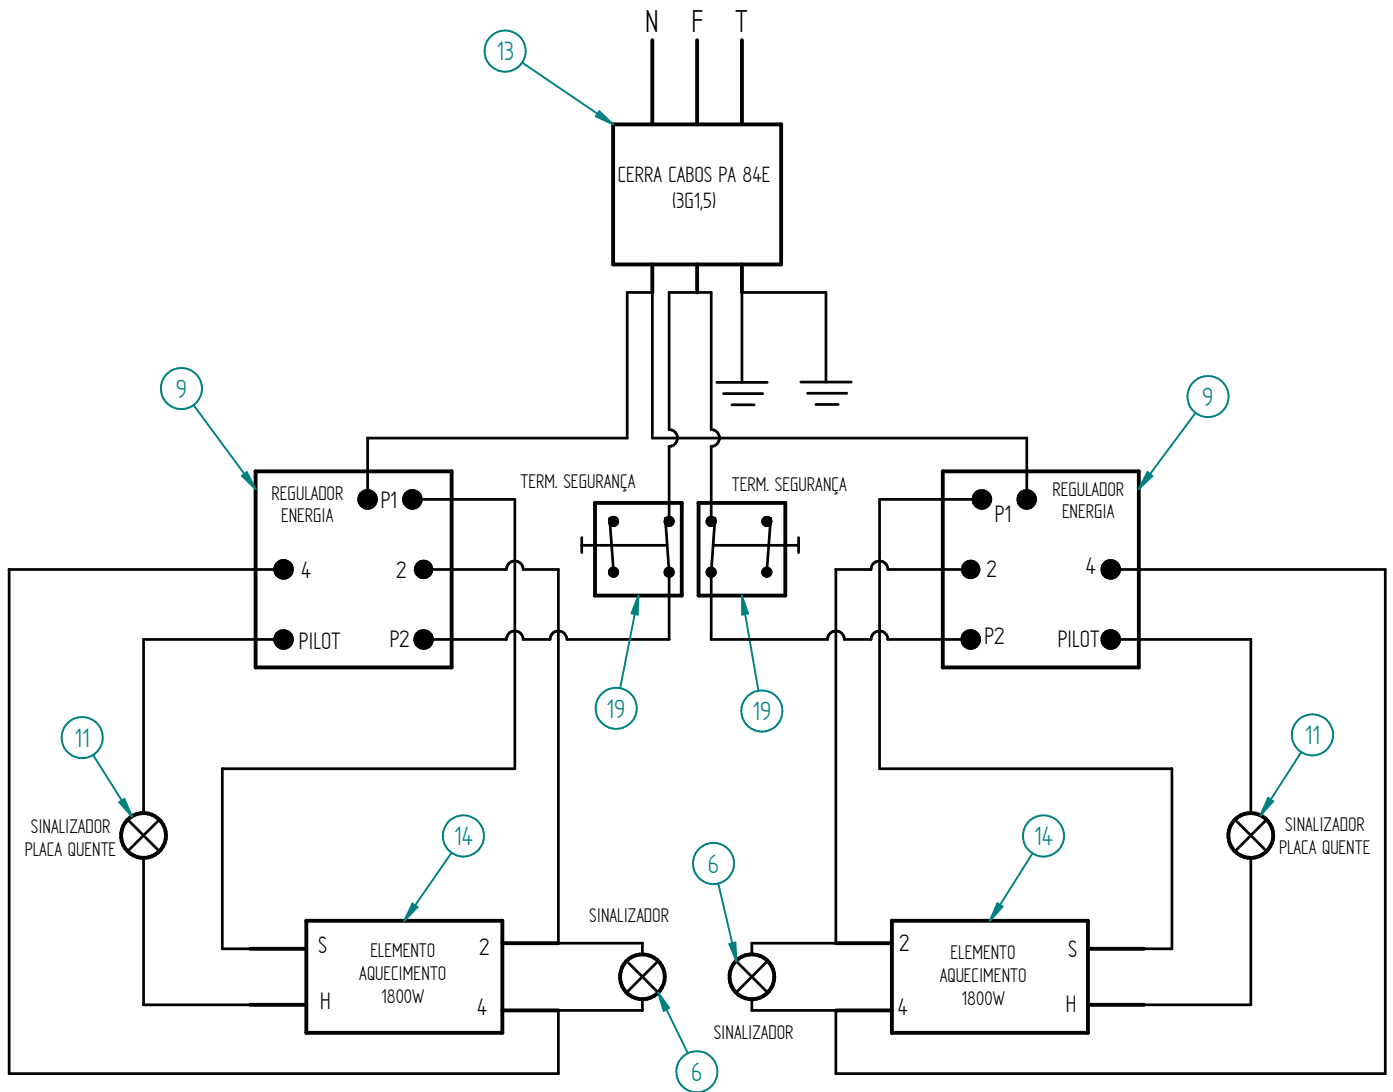 N F T
13
CERRA CABOS PA 84E
(3G1,5)
9
9
REGULADOR
ENERGIA
P1
4
2
PILOT
P2
TERM. SEGURANÇA
TERM. SEGURANÇA
REGULADOR
ENERGIA
P1
2
4
P2
PILOT
19
19
11
SINALIZADOR
PLACA QUENTE
11
SINALIZADOR
PLACA QUENTE
14
S
H
ELEMENTO
AQUECIMENTO
1800W
2
4
SINALIZADOR
6
6
SINALIZADOR
14
2
4
ELEMENTO
AQUECIMENTO
1800W
S
H